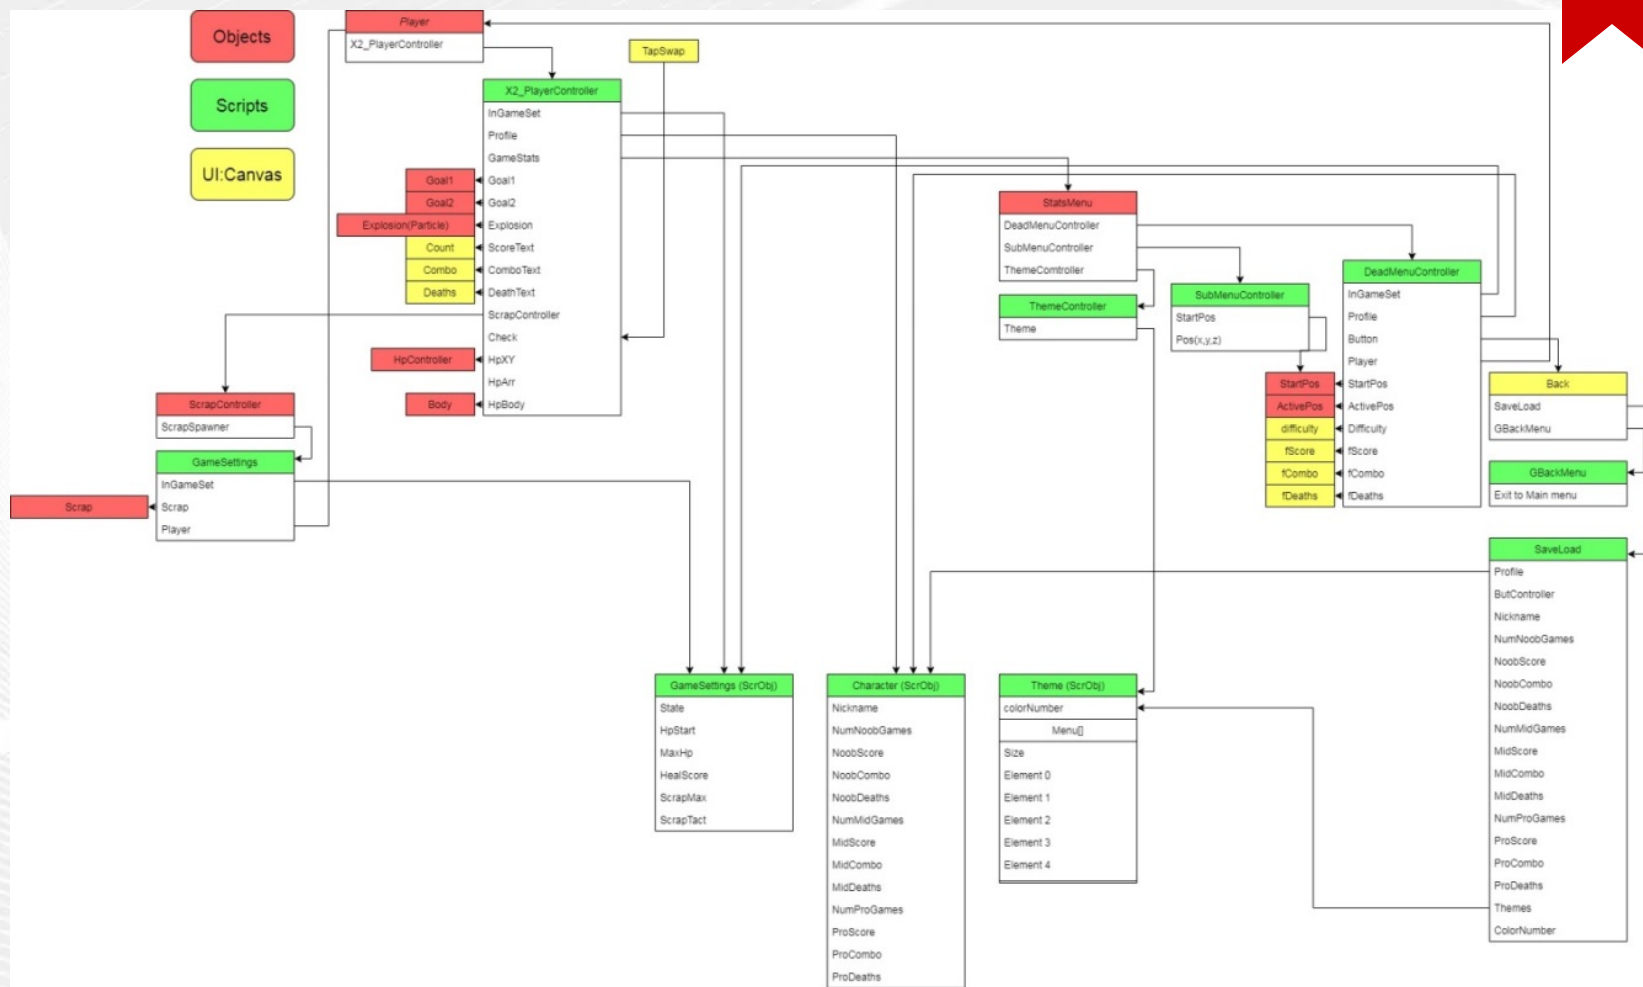 Objects
Scripts
UI:Canvas
Player
X2_PlayerController
TapSwap
X2_PlayerController
InGameSet
Profile
GameStats
Goal1
Goal1
Goal2
Goal2
Explosion(Particle)
Explosion
Count
ScoreText
Combo
ComboText
Deaths
DeathText
ScrapController
Check
HpController
HpXY
HpArr
Body
HpBody
ScrapController
ScrapSpawner
GameSettings
InGameSet
Scrap
Scrap
Player
StatsMenu
DeadMenuController
SubMenuController
ThemeComtroller
ThemeController
Theme
SubMenuController
StartPos
Pos(x,y,z)
DeadMenuController
InGameSet
Profile
Button
Player
StartPos
StartPos
ActivePos
ActivePos
difficulty
Difficulty
fScore
fScore
fCombo
fCombo
fDeaths
fDeaths
Back
SaveLoad
GBackMenu
GBackMenu
Exit to Main menu
SaveLoad
Profile
ButController
Nickname
NumNoobGames
NoobScore
NoobCombo
NoobDeaths
NumMidGames
MidScore
MidCombo
MidDeaths
NumProGames
ProScore
ProCombo
ProDeaths
Themes
ColorNumber
GameSettings (ScrObj)
State
HpStart
MaxHp
HealScore
ScrapMax
ScrapTact
Character (ScrObj)
Nickname
NumNoobGames
NoobScore
NoobCombo
NoobDeaths
NumMidGames
MidScore
MidCombo
MidDeaths
NumProGames
ProScore
ProCombo
ProDeaths
Theme (ScrObj)
colorNumber
Menu[]
Size
Element 0
Element 1
Element 2
Element 3
Element 4